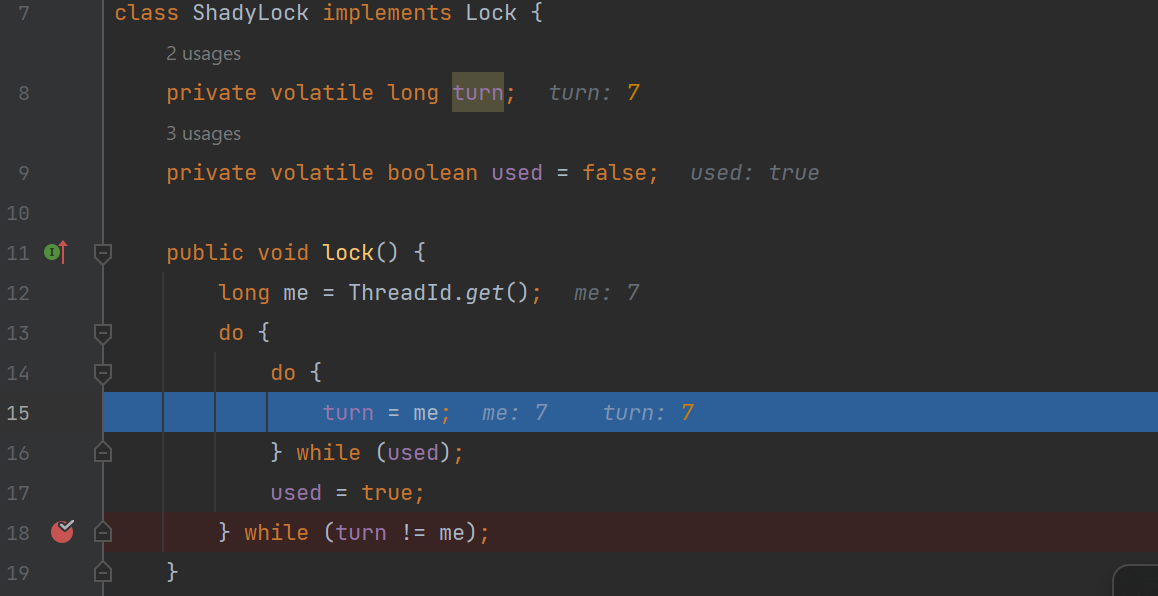 7 class ShadyLock implements Lock {
2 usages
8 private volatile long turn; turn: 7
3 usages
9 private volatile boolean used = false; used: true
10
11 I public void lock() {
12 long me = ThreadId.get(); me: 7
13 do {
14 do {
15 turn = me; me: 7 turn: 7
16 } while (used);
17 used = true;
18 } while (turn != me);
19 }